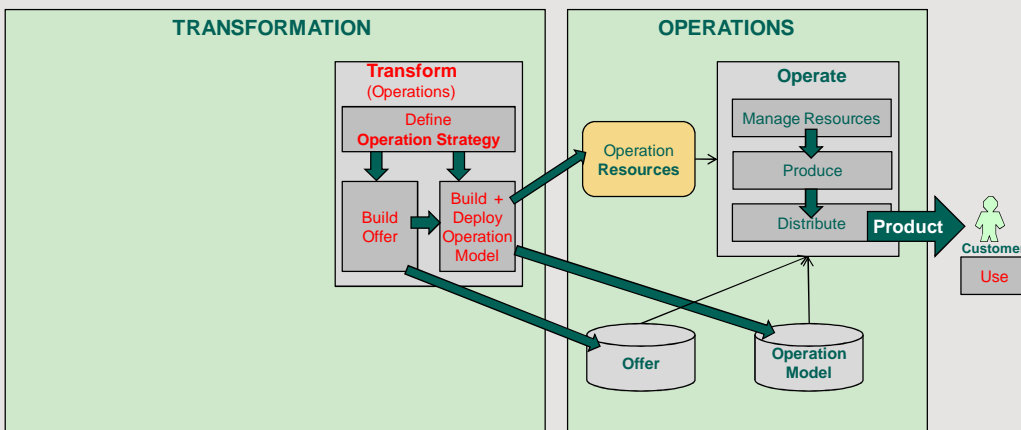 TRANSFORMATION
Transform
(Operations)
Define
Operation Strategy
Build
Offer
Build +
Deploy
Operation
Model
OPERATIONS
Operation
Resources
Operate
Manage Resources
Produce
Distribute
Product
Customer
Use
Offer
Operation
Model